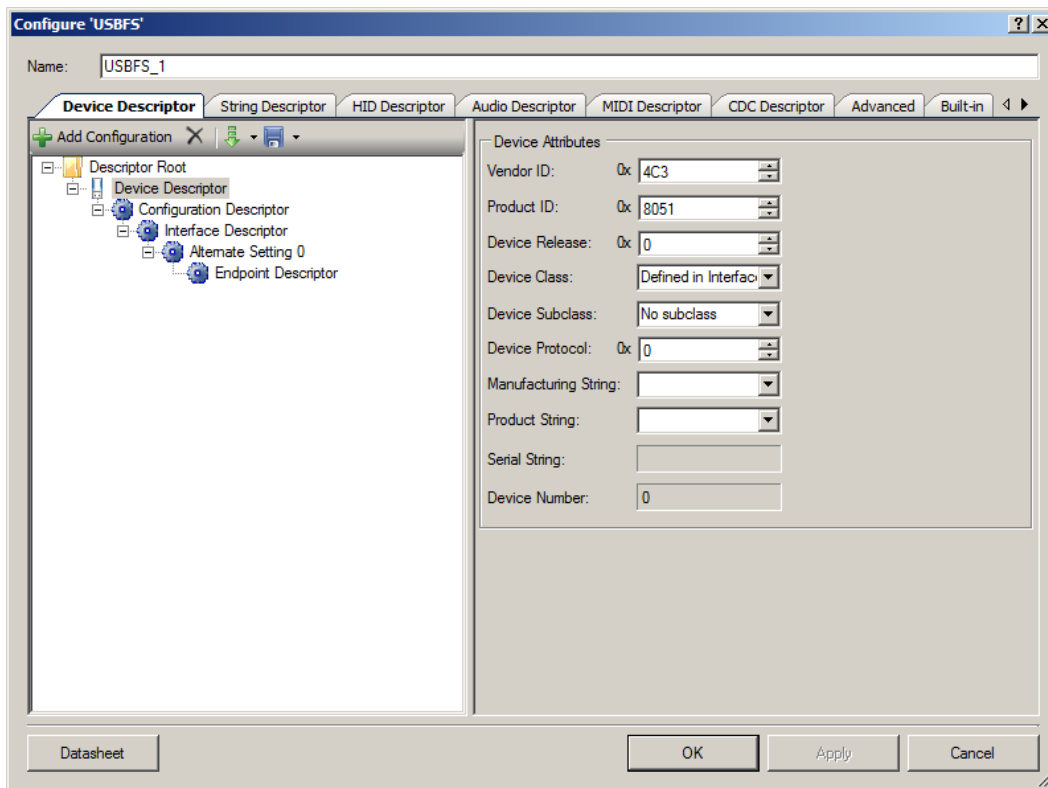 Configure 'USBFS'
Name: USBFS_1
Device Descriptor String Descriptor HID Descriptor Audio Descriptor MIDI Descriptor CDC Descriptor Advanced Built-in
Add Configuration
Descriptor Root
Device Descriptor
Configuration Descriptor
Interface Descriptor
Alternate Setting 0
Endpoint Descriptor
Device Attributes
Vendor ID: 0x 4C3
Product ID: 0x 8051
Device Release: 0x 0
Device Class: Defined in Interfac
Device Subclass: No subclass
Device Protocol: 0x 0
Manufacturing String:
Product String:
Serial String:
Device Number: 0
Datasheet OK Apply Cancel